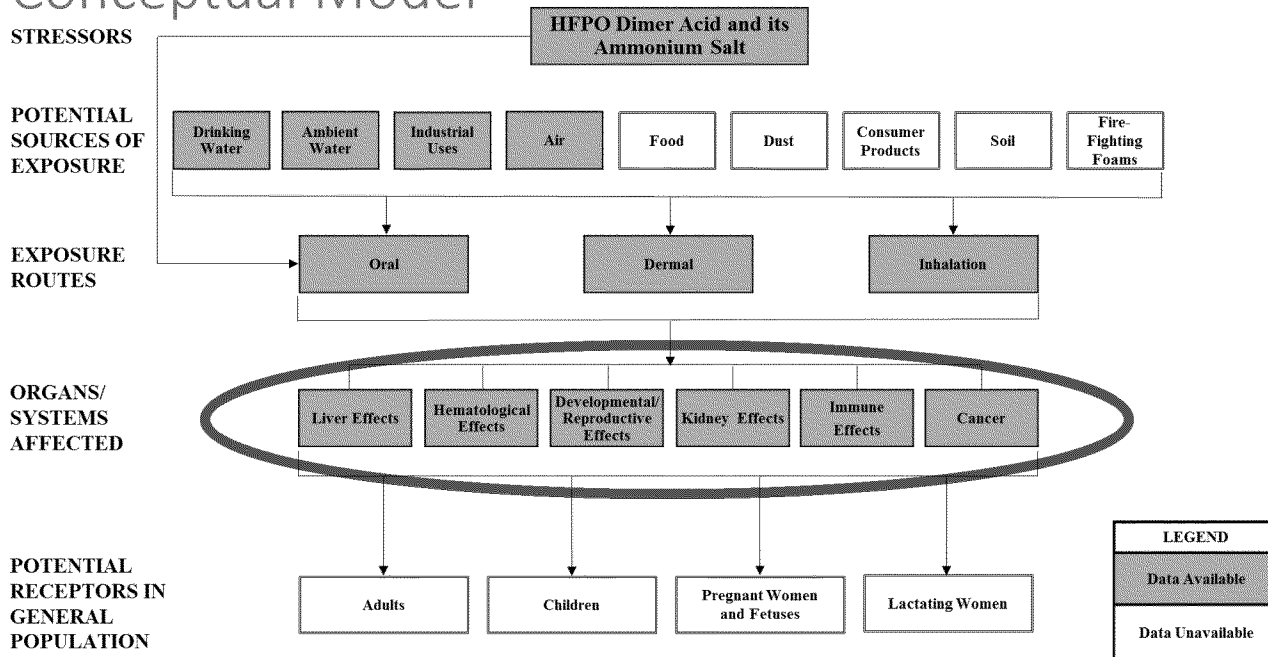 Conceptual Model
STRESSORS
HFPO Dimer Acid and its
Ammonium Salt
POTENTIAL
SOURCES OF
EXPOSURE
Drinking
Water
Ambient
Water
Industrial
Uses
Air
Food
Dust
Consumer
Products
Soil
Fire-
Fighting
Foams
EXPOSURE
ROUTES
Oral
Dermal
Inhalation
ORGANS/
SYSTEMS
AFFECTED
Liver Effects
Hematological
Effects
Developmental/
Reproductive
Effects
Kidney Effects
Immune
Effects
Cancer
POTENTIAL
RECEPTORS IN
GENERAL
POPULATION
Adults
Children
Pregnant Women
and Fetuses
Lactating Women
LEGEND
Data Available
Data Unavailable